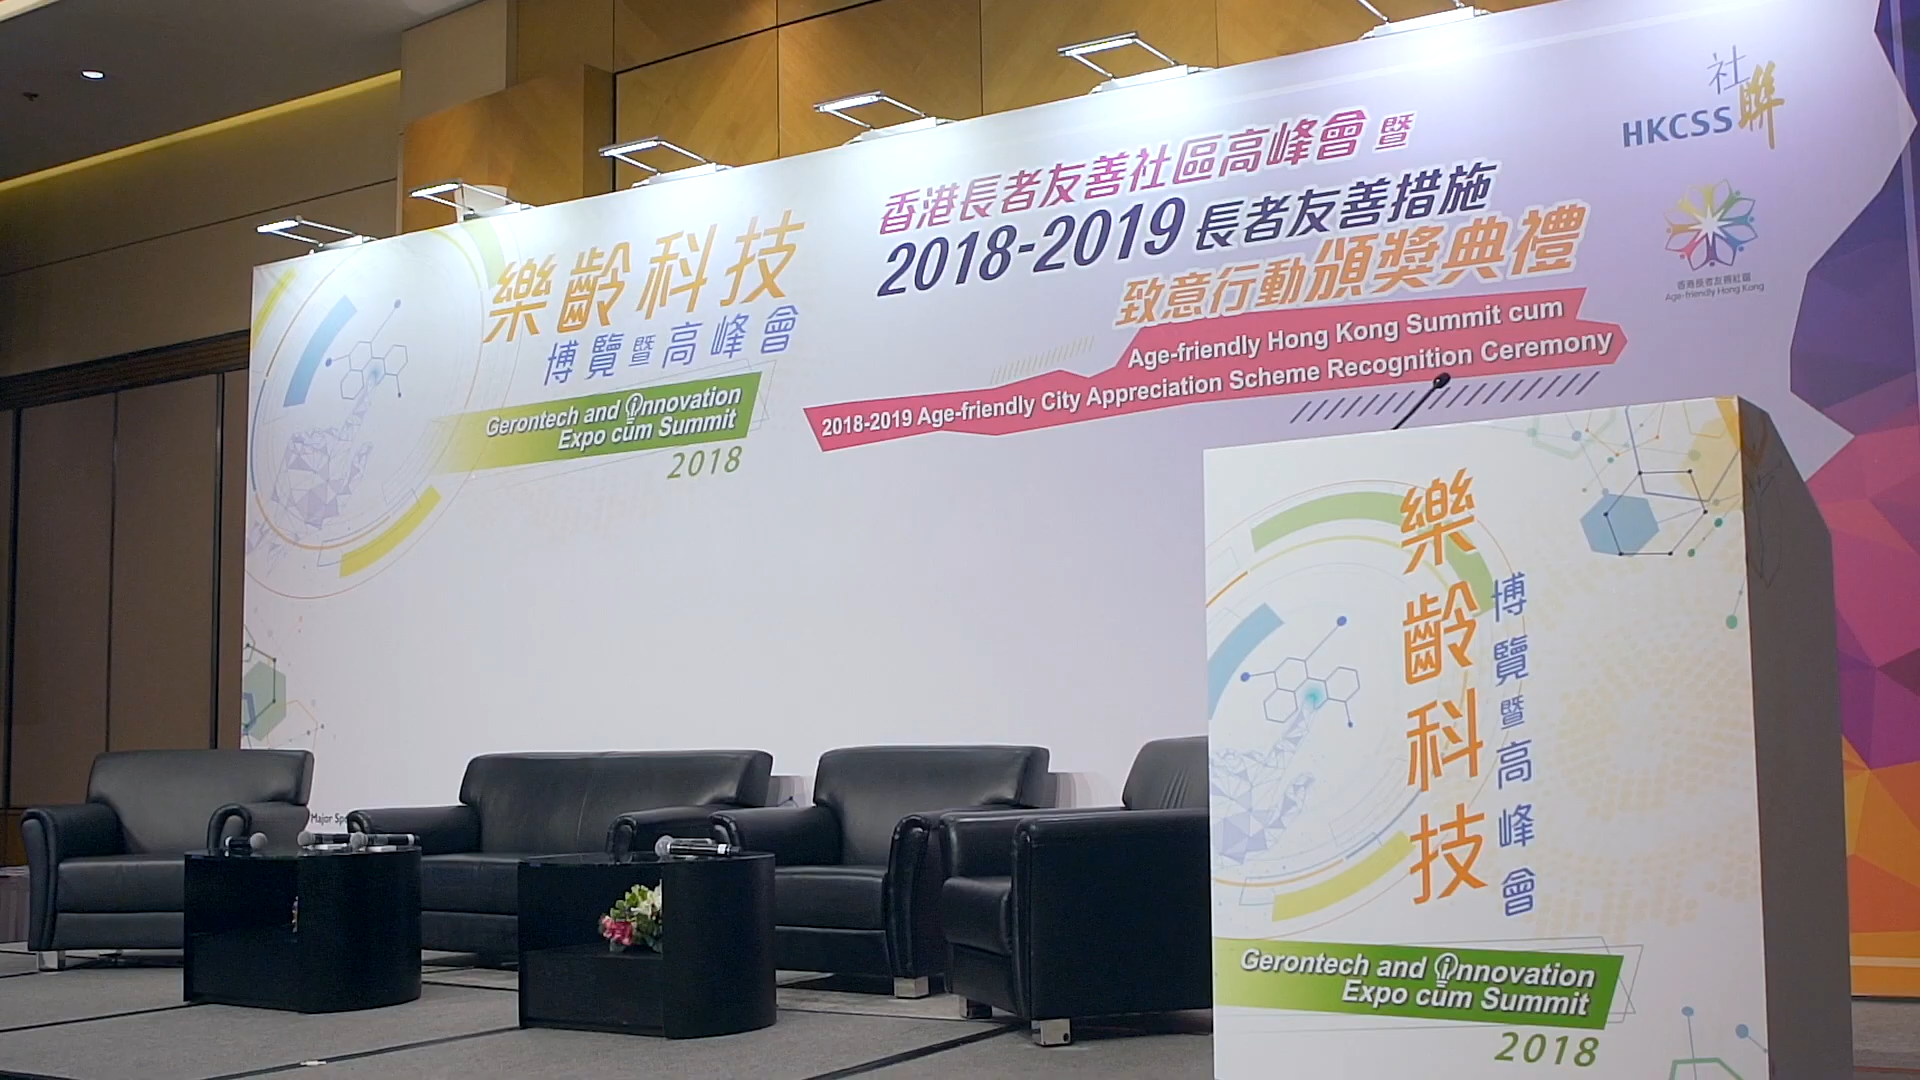 樂齡科技
博覽暨高峰會
Gerontech and innovation
Expo cum Summit
2018
香港長者友善社區高峰會暨
2018-2019長者友善措施
致意行動頒獎典禮
Age-friendly Hong Kong Summit cum
2018-2019 Age-friendly City Appreciation Scheme Recognition Ceremony
社聯
HKCSS
香港長者友善社區
Age-friendly Hong Kong
Major
樂齡科技
博覽暨高峰會
Gerontech and innovation
Expo cum Summit
2018